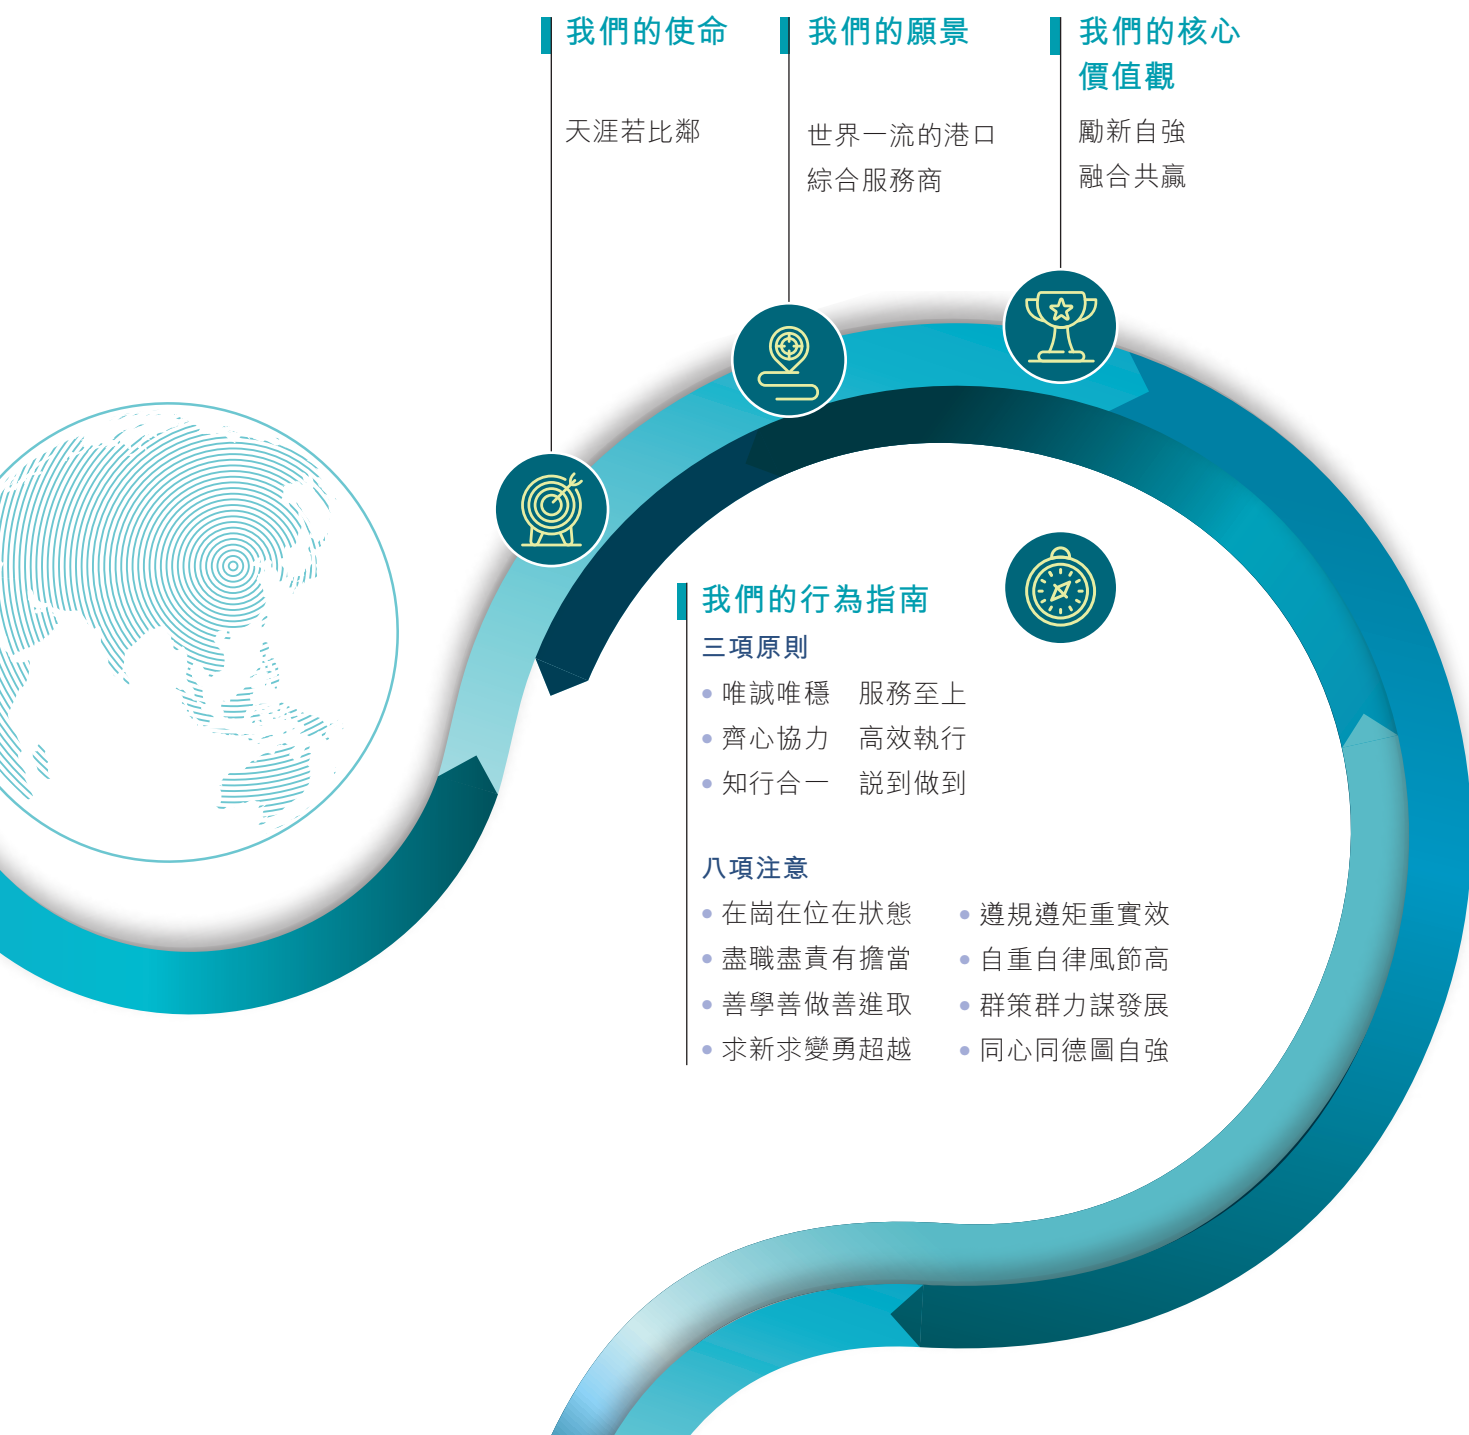 我們的使命
天涯若比鄰
我們的願景
世界一流的港口
綜合服務商
我們的核心
價值觀
勵新自強
融合共贏
我們的行為指南
三項原則
• 唯誠唯穩　服務至上
• 齊心協力　高效執行
• 知行合一　説到做到
八項注意
• 在崗在位在狀態
• 盡職盡責有擔當
• 善學善做善進取
• 求新求變勇超越
• 遵規遵矩重實效
• 自重自律風節高
• 群策群力謀發展
• 同心同德圖自強